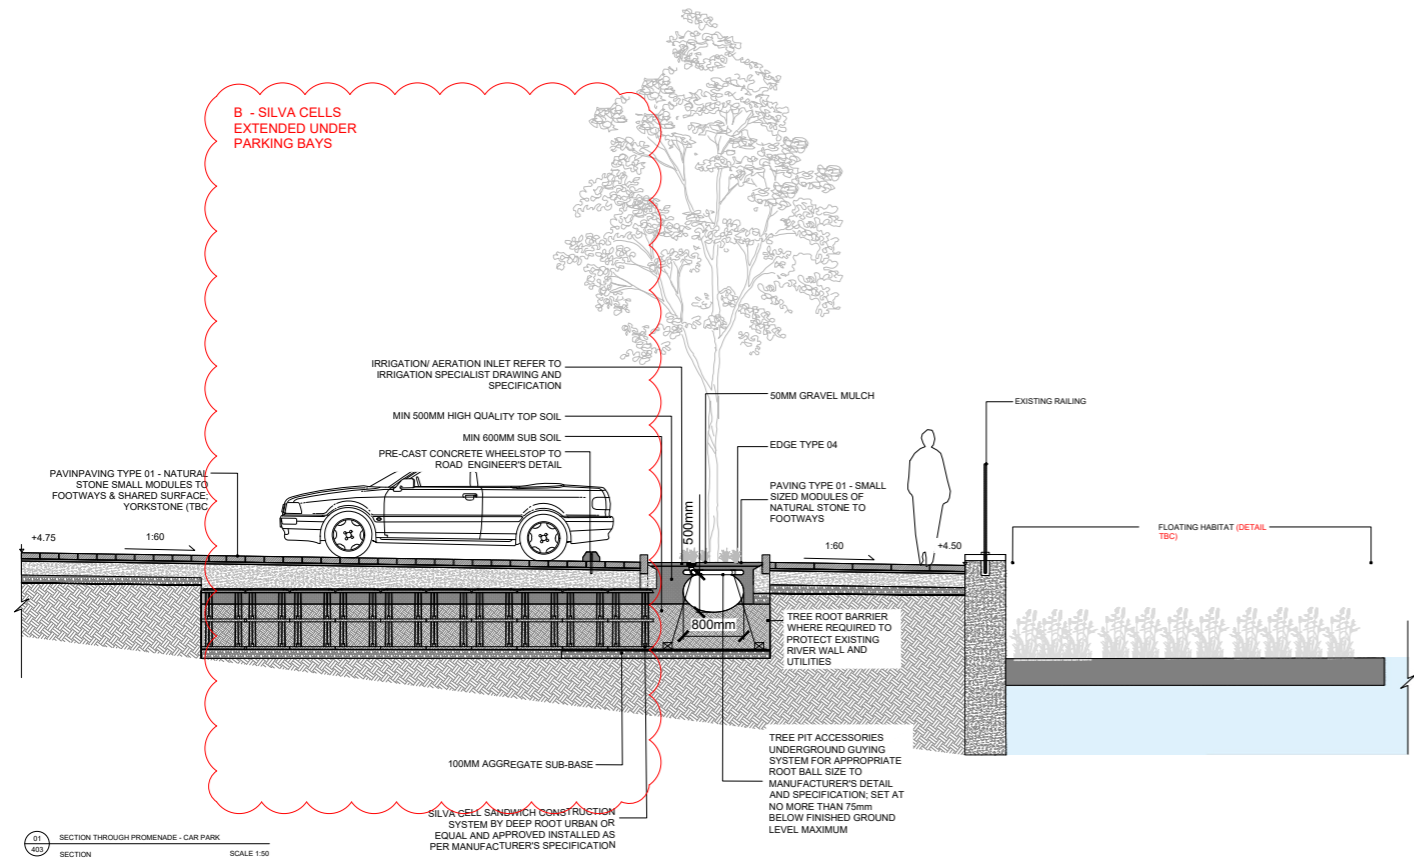 B - SILVA CELLS
EXTENDED UNDER
PARKING BAYS
IRRIGATION/ AERATION INLET REFER TO
IRRIGATION SPECIALIST DRAWING AND
SPECIFICATION
MIN 500MM HIGH QUALITY TOP SOIL
MIN 600MM SUB SOIL
PRE-CAST CONCRETE WHEELSTOP TO
ROAD ENGINEER'S DETAIL
50MM GRAVEL MULCH
EDGE TYPE 04
PAVING TYPE 01 - SMALL
SIZED MODULES OF
NATURAL STONE TO
FOOTWAYS
EXISTING RAILING
PAVINPAVING TYPE 01 - NATURAL
STONE SMALL MODULES TO
FOOTWAYS & SHARED SURFACE;
YORKSTONE (TBC
+4.75
1:60
500mm
1:60
+4.50
FLOATING HABITAT (DETAIL
TBC)
800mm
TREE ROOT BARRIER
WHERE REQUIRED TO
PROTECT EXISTING
RIVER WALL AND
UTILITIES
100MM AGGREGATE SUB-BASE
TREE PIT ACCESSORIES
UNDERGROUND GUYING
SYSTEM FOR APPROPRIATE
ROOT BALL SIZE TO
MANUFACTURER'S DETAIL
AND SPECIFICATION; SET AT
NO MORE THAN 75mm
BELOW FINISHED GROUND
LEVEL MAXIMUM
SILVA CELL SANDWICH CONSTRUCTION
SYSTEM BY DEEP ROOT URBAN OR
EQUAL AND APPROVED INSTALLED AS
PER MANUFACTURER'S SPECIFICATION
01
403
SECTION THROUGH PROMENADE - CAR PARK
SECTION
SCALE 1:50